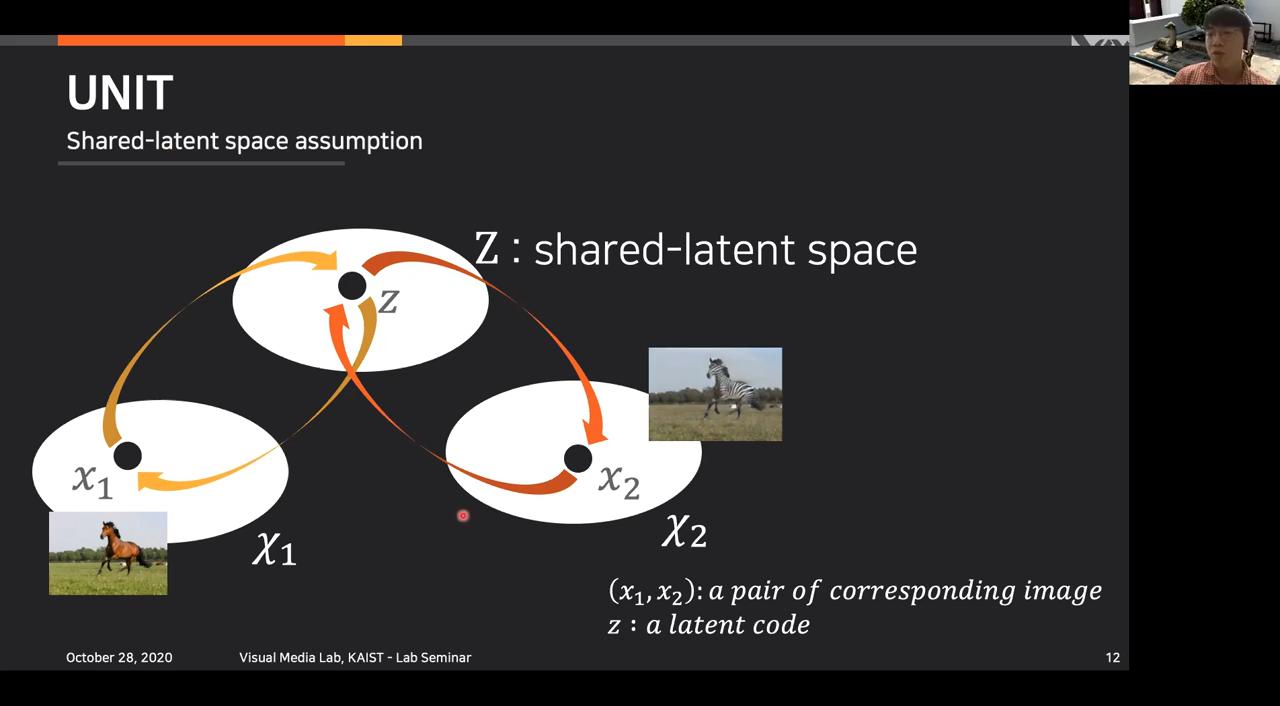 UNIT
Shared-latent space assumption
Z : shared-latent space
z
x₁
x₂
χ₁
χ₂
(x₁, x₂): a pair of corresponding image
z : a latent code
October 28, 2020
Visual Media Lab, KAIST - Lab Seminar
12